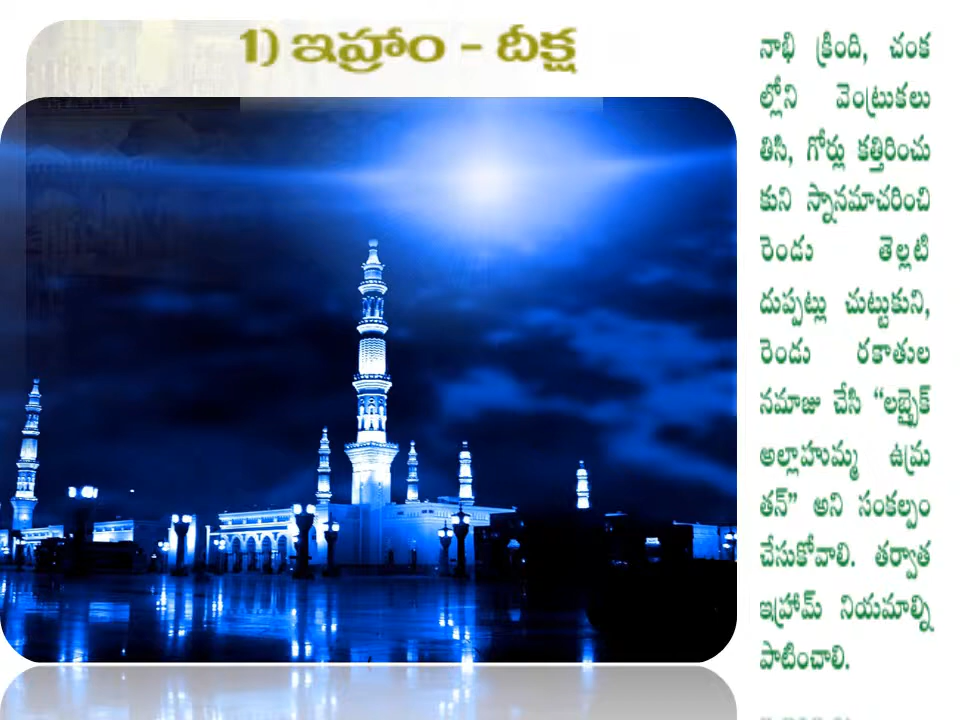 1) ఇహ్రాం - దీక్ష
నాభి క్రింది, చంక
ల్లోని వెంట్రుకలు
తిసి, గోర్లు కత్తిరించు
కుని స్నానమాచరించి
రెండు తెల్లటి
దుప్పట్లు చుట్టుకుని,
రెండు రకాతుల
నమాజు చేసి “లబ్బైక్
అల్లాహుమ్మ ఉమ్ర
తన్” అని సంకల్పం
చేసుకోవాలి. తర్వాత
ఇహ్రామ్ నియమాల్ని
పాటించాలి.